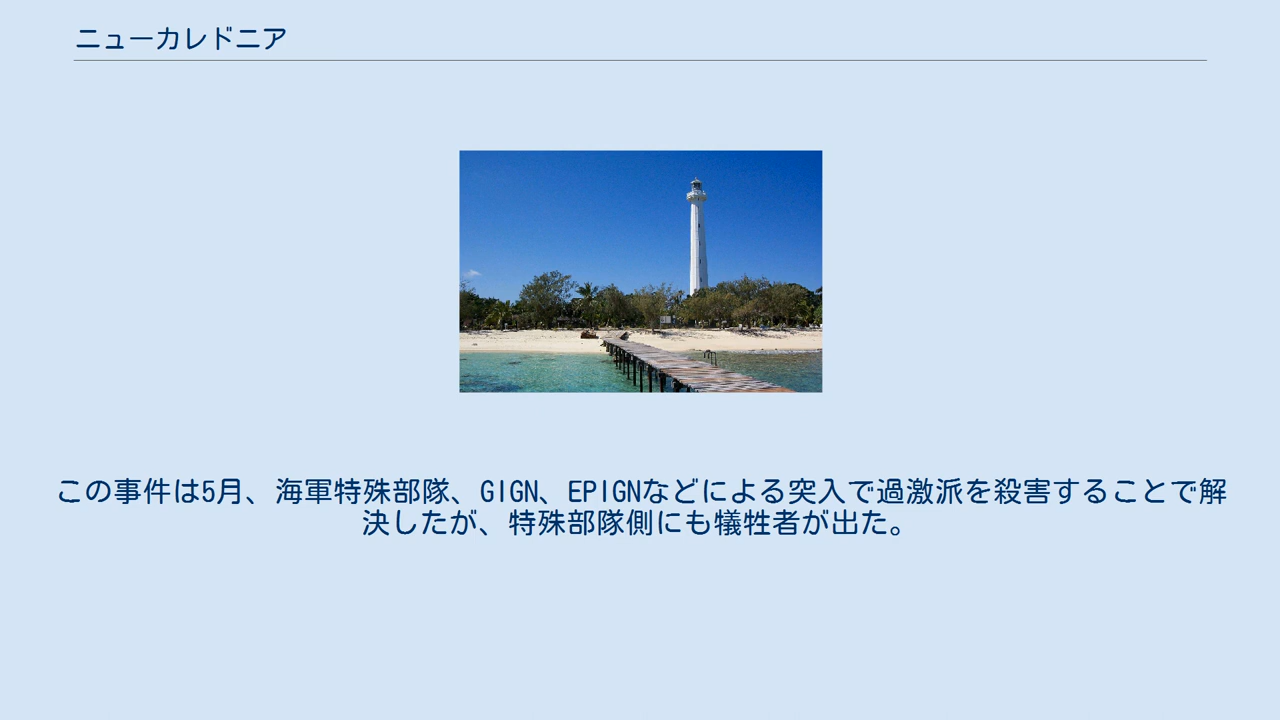 ニューカレドニア
この事件は5月、海軍特殊部隊、GIGN、EPIGNなどによる突入で過激派を殺害することで解
決したが、特殊部隊側にも犠牲者が出た。